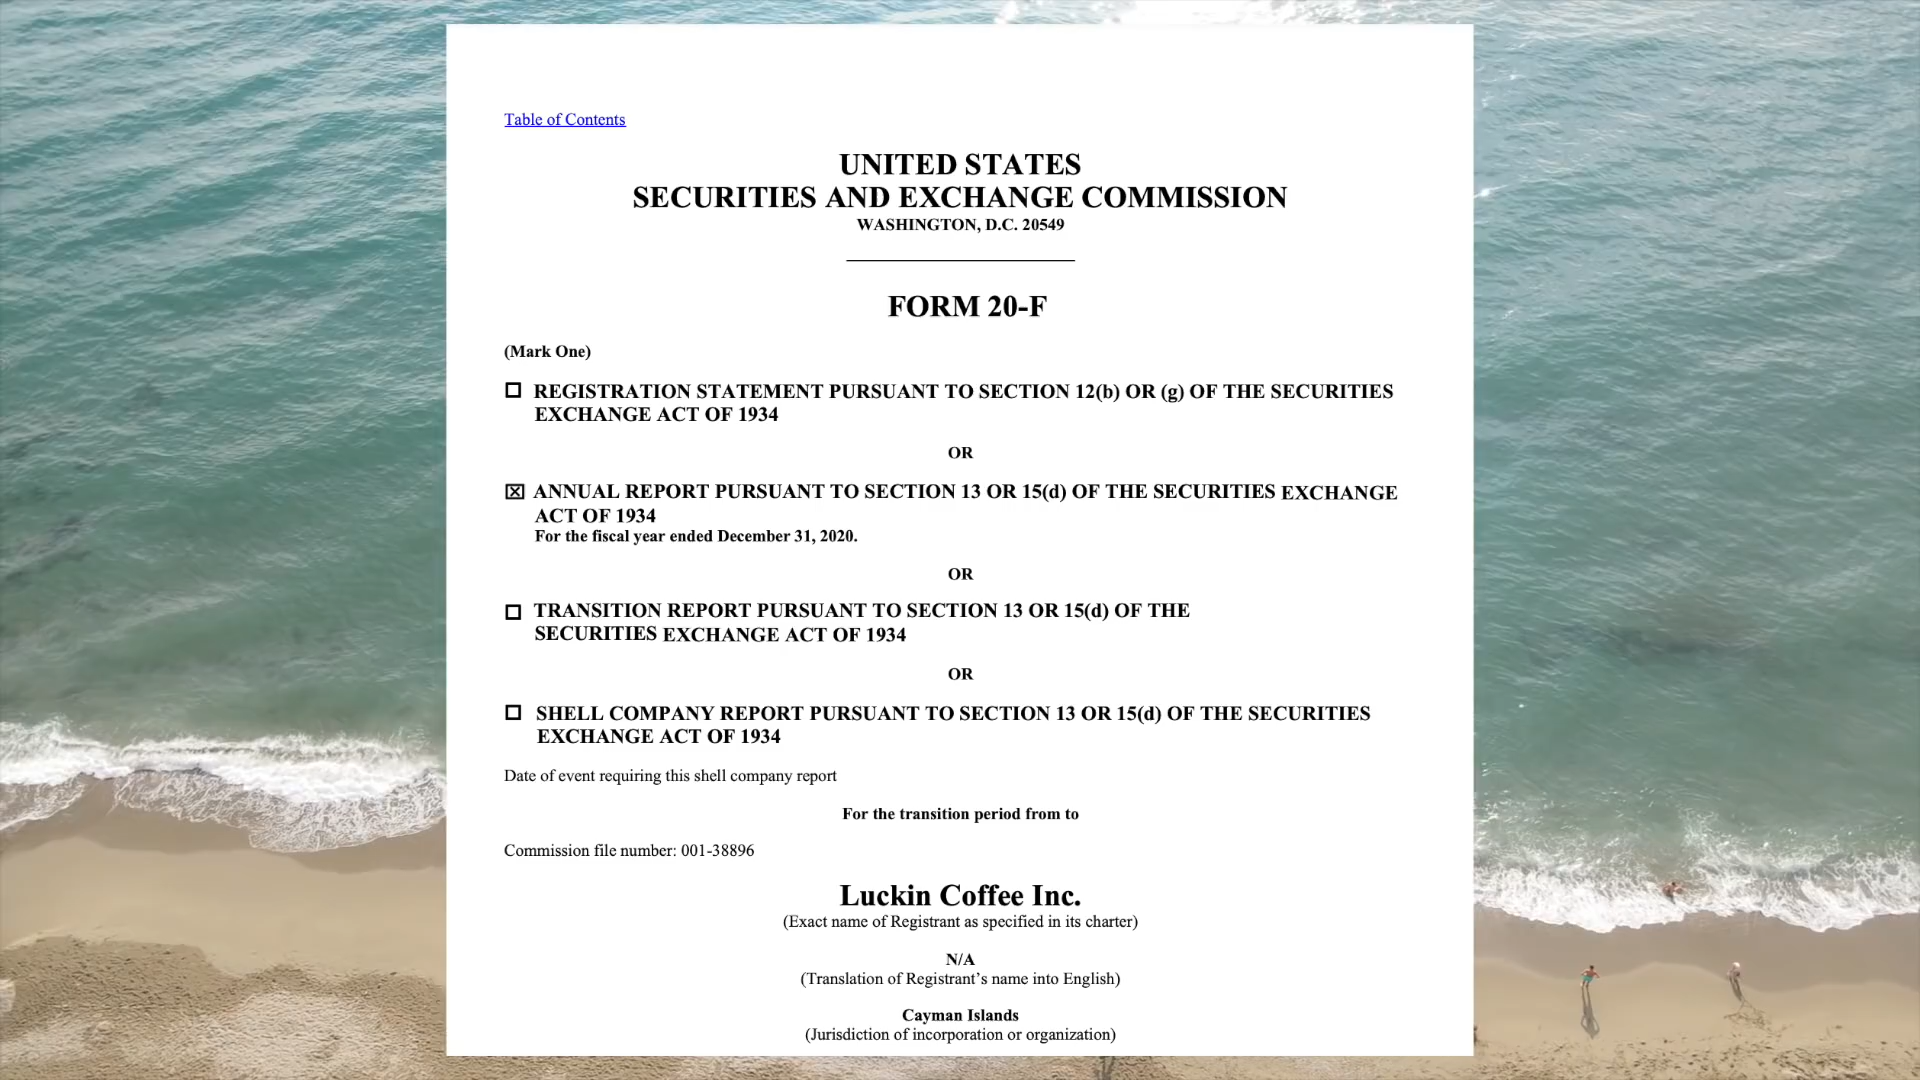 Table of Contents
UNITED STATES
SECURITIES AND EXCHANGE COMMISSION
WASHINGTON, D.C. 20549
FORM 20-F
(Mark One)
☐ REGISTRATION STATEMENT PURSUANT TO SECTION 12(b) OR (g) OF THE SECURITIES
EXCHANGE ACT OF 1934
OR
☒ ANNUAL REPORT PURSUANT TO SECTION 13 OR 15(d) OF THE SECURITIES EXCHANGE
ACT OF 1934
For the fiscal year ended December 31, 2020.
OR
☐ TRANSITION REPORT PURSUANT TO SECTION 13 OR 15(d) OF THE
SECURITIES EXCHANGE ACT OF 1934
OR
☐ SHELL COMPANY REPORT PURSUANT TO SECTION 13 OR 15(d) OF THE SECURITIES
EXCHANGE ACT OF 1934
Date of event requiring this shell company report
For the transition period from to
Commission file number: 001-38896
Luckin Coffee Inc.
(Exact name of Registrant as specified in its charter)
N/A
(Translation of Registrant’s name into English)
Cayman Islands
(Jurisdiction of incorporation or organization)